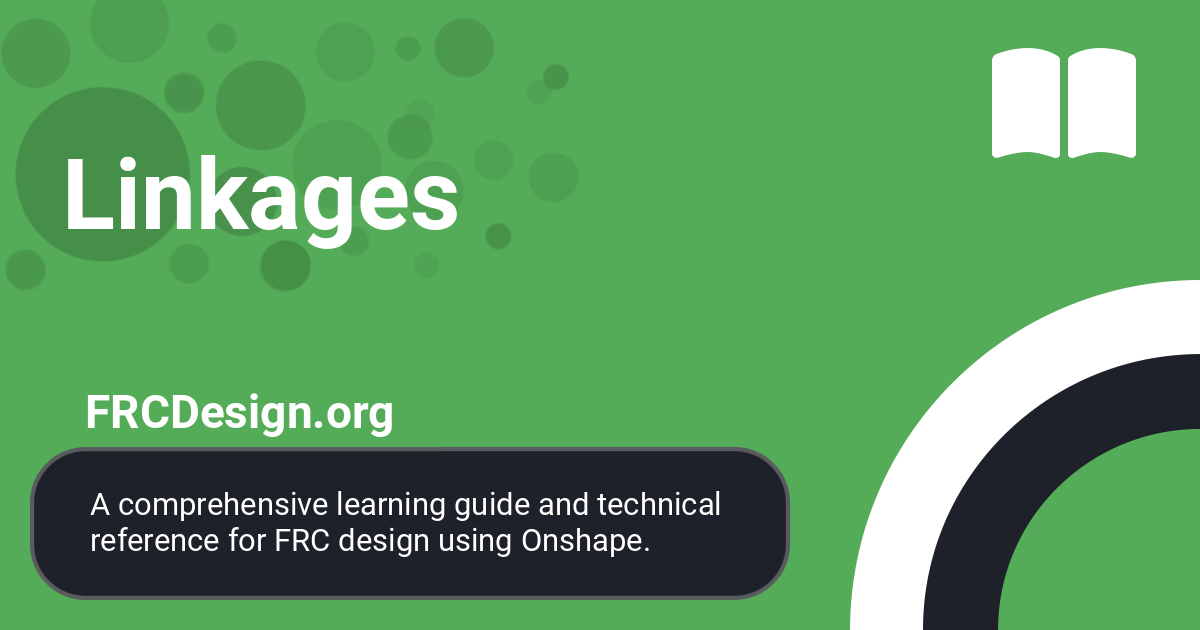 Linkages
FRCDesign.org
A comprehensive learning guide and technical
reference for FRC design using Onshape.